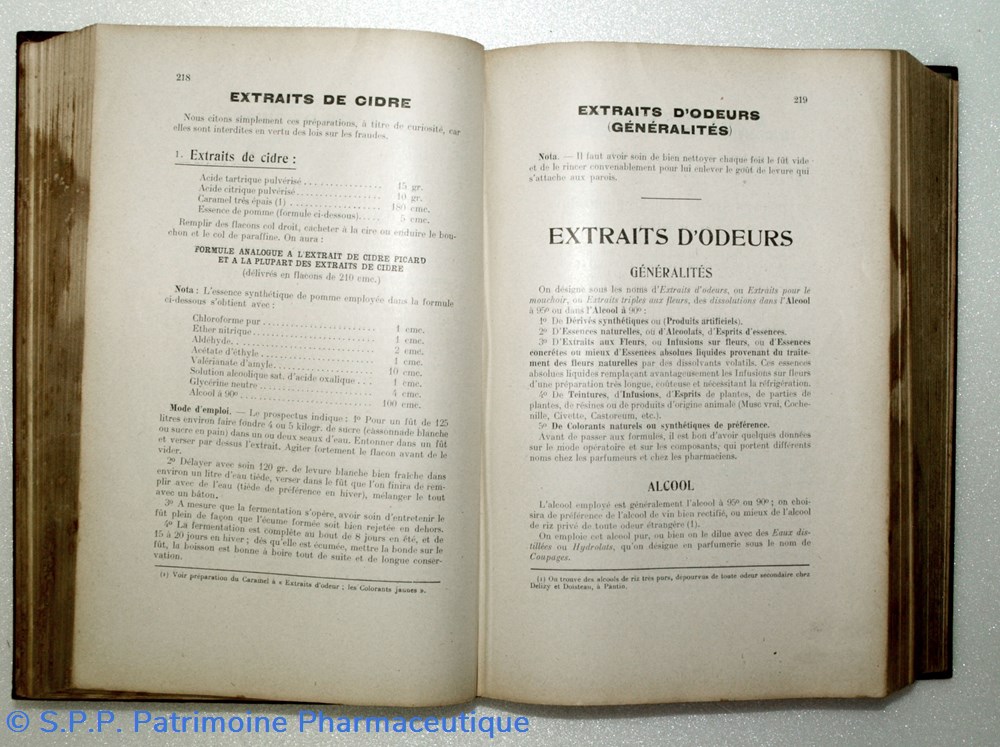 218
EXTRAITS DE CIDRE
Nous citons simplement ces préparations, à titre de curiosité, car
elles sont interdites en vertu des lois sur les fraudes.
1. Extraits de cidre :
Acide tartrique pulvérisé .................. 15 gr.
Acide citrique pulvérisé .................. 10 gr.
Caramel très épais (1) .................. 180 cmc.
Essence de pomme (formule ci-dessous) .... 5 cmc.
Remplir des flacons col droit, cacheter à la cire ou enduire le bou-
chon et le col de paraffine. On aura :
FORMULE ANALOGUE A L'EXTRAIT DE CIDRE PICARD
ET A LA PLUPART DES EXTRAITS DE CIDRE
(délivrés en flacons de 210 cmc.)
Nota : L'essence synthétique de pomme employée dans la formule
ci-dessous s'obtient avec :
Chloroforme pur .................. 1 cmc.
Ether nitrique .................. 1 cmc.
Aldéhyde .................. 2 cmc.
Acétate d'éthyle .................. 1 cmc.
Valérianate d'amyle .................. 10 cmc.
Solution alcoolique sat. d'acide oxalique ... 1 cmc.
Glycérine neutre .................. 4 cmc.
Alcool à 90° .................. 100 cmc.
Mode d'emploi. — Le prospectus indique : 1° Pour un fût de 125
litres environ faire fondre 4 ou 5 kilogr. de sucre (cassonnade blanche
ou sucre en pain) dans un ou deux seaux d'eau. Entonner dans un fût
et verser par dessus l'extrait. Agiter fortement le flacon avant de le
vider.
2° Délayer avec soin 120 gr. de levure blanche bien fraîche dans
environ un litre d'eau tiède, verser dans le fût que l'on finira de rem-
plir avec de l'eau (tiède de préférence en hiver), mélanger le tout
avec un bâton.
3° A mesure que la fermentation s'opère, avoir soin d'entretenir le
fût plein de façon que l'écume formée soit bien rejetée en dehors.
4° La fermentation est complète au bout de 8 jours en été, et de
15 à 20 jours en hiver ; dès qu'elle est écumée, mettre la bonde sur le
fût, la boisson est bonne à boire tout de suite et de longue conser-
vation.
(1) Voir préparation du Caramel à « Extraits d'odeur ; les Colorants jaunes ».
219
EXTRAITS D'ODEURS
(GÉNÉRALITÉS)
Nota. — Il faut avoir soin de bien nettoyer chaque fois le fût vide
et de le rincer convenablement pour lui enlever le goût de levure qui
s'attache aux parois.
EXTRAITS D'ODEURS
GÉNÉRALITÉS
On désigne sous les noms d'Extraits d'odeurs, ou Extraits pour le
mouchoir, ou Extraits triples aux fleurs, des dissolutions dans l'Alcool
à 95° ou dans l'Alcool à 90° :
1° De Dérivés synthétiques ou (Produits artificiels).
2° D'Essences naturelles, ou d'Alcoolats, d'Esprits d'essences.
3° D'Extraits aux Fleurs, ou Infusions sur fleurs, ou d'Essences
concrètes ou mieux d'Essences absolues liquides provenant du traite-
ment des fleurs naturelles par des dissolvants volatils. Ces essences
absolues liquides remplaçant avantageusement les Infusions sur fleurs
d'une préparation très longue, coûteuse et nécessitant la réfrigération.
4° De Teintures, d'Infusions, d'Esprits de plantes, de parties de
plantes, de résines ou de produits d'origine animale (Musc vrai, Coche-
nille, Civette, Castoreum, etc.).
5° De Colorants naturels ou synthétiques de préférence.
Avant de passer aux formules, il est bon d'avoir quelques données
sur le mode opératoire et sur les composants, qui portent différents
noms chez les parfumeurs et chez les pharmaciens.
ALCOOL
L'alcool employé est généralement l'alcool à 95° ou 90° ; on choi-
sira de préférence de l'alcool de vin bien rectifié, ou mieux de l'alcool
de riz privé de toute odeur étrangère (1).
On emploie cet alcool pur, ou bien on le dilue avec des Eaux dis-
tillées ou Hydrolats, qu'on désigne en parfumerie sous le nom de
Coupages.
(1) On trouve des alcools de riz très purs, dépourvus de toute odeur secondaire chez
Delizy et Doisteau, à Pantin.
© S.P.P. Patrimoine Pharmaceutique